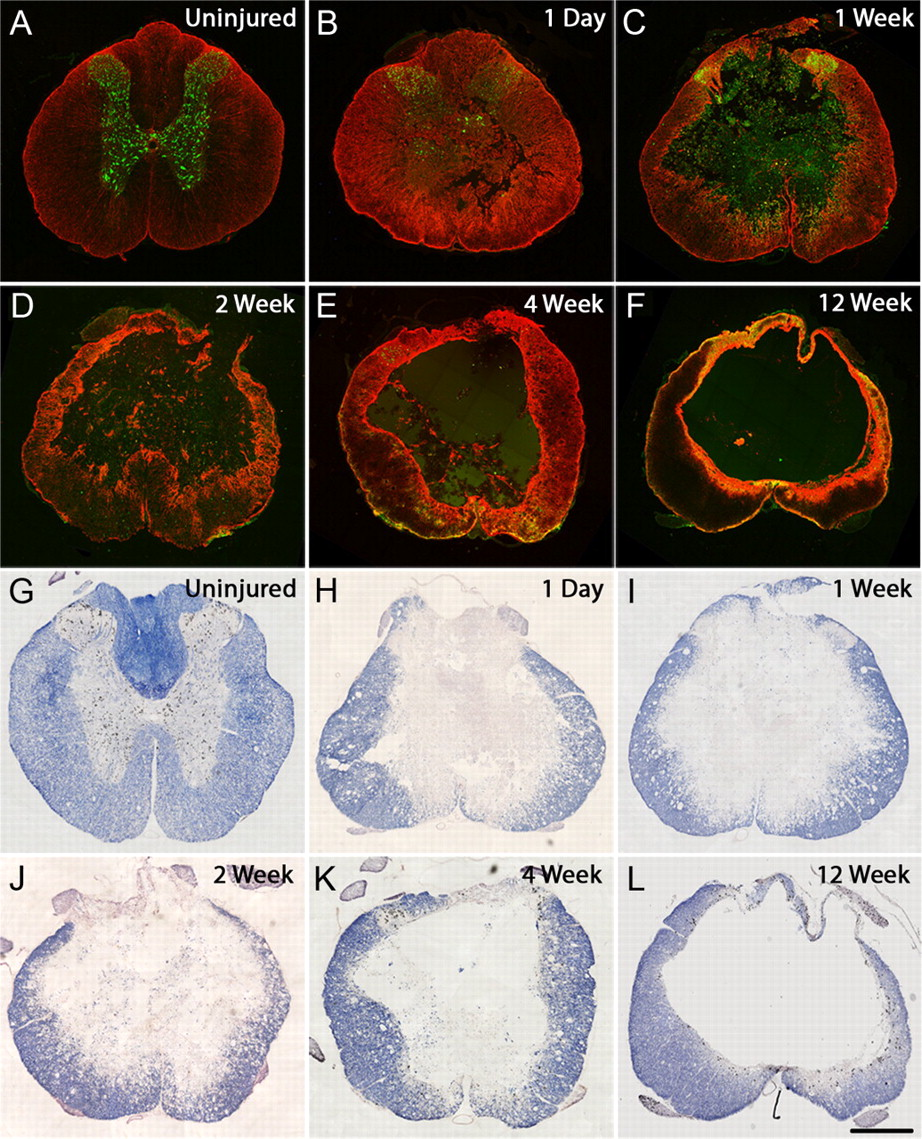 A Uninjured
B 1 Day
C 1 Week
D 2 Week
E 4 Week
F 12 Week
G Uninjured
H 1 Day
I 1 Week
J 2 Week
K 4 Week
L 12 Week